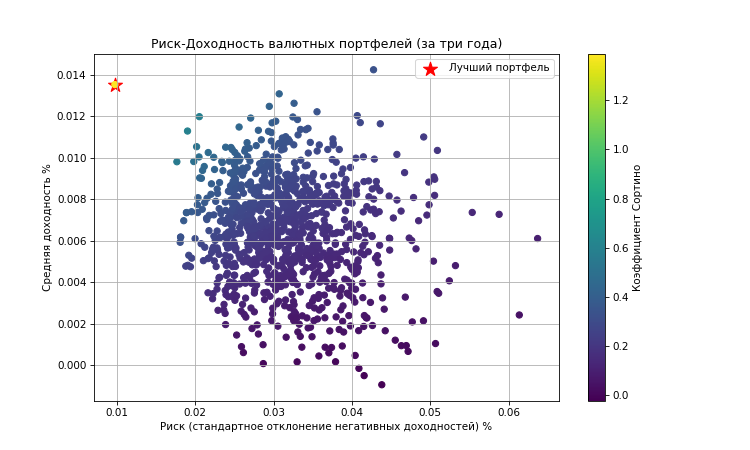 Риск-Доходность валютных портфелей (за три года)
Лучший портфель
Средняя доходность %
0.014
0.012
0.010
0.008
0.006
0.004
0.002
0.000
0.01 0.02 0.03 0.04 0.05 0.06
Риск (стандартное отклонение негативных доходностей) %
1.2
1.0
0.8
0.6
0.4
0.2
0.0
Коэффициент Сортино